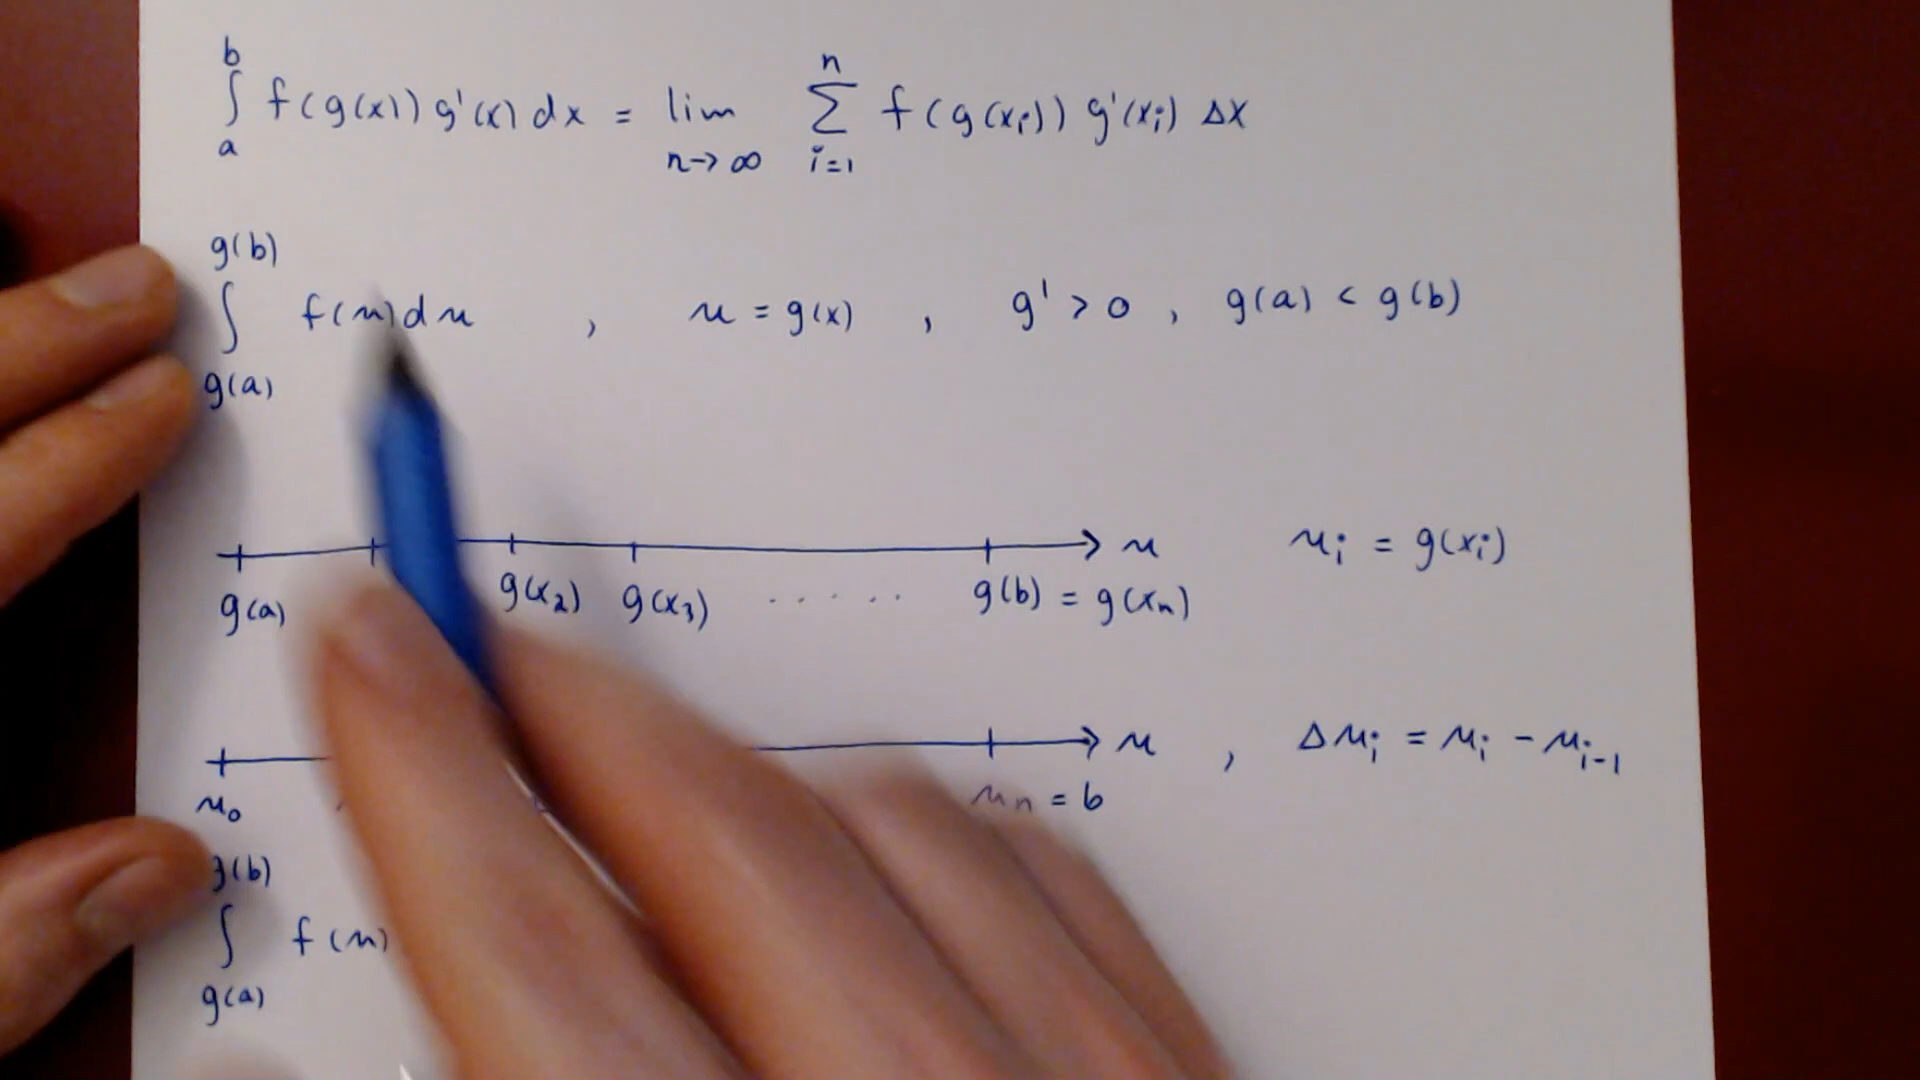 b
∫ f(g(x)) g'(x) dx = lim Σ f(g(xᵢ)) g'(xᵢ) Δx
a n→∞ i=1 n
g(b)
∫ f(u) du , u = g(x) , g' > 0 , g(a) < g(b)
g(a)
u uᵢ = g(xᵢ)
g(a) g(x₂) g(x₃) ..... g(b) = g(xₙ)
u , Δuᵢ = uᵢ - uᵢ₋₁
u₀ uₙ = b
g(b)
∫ f(u)
g(a)